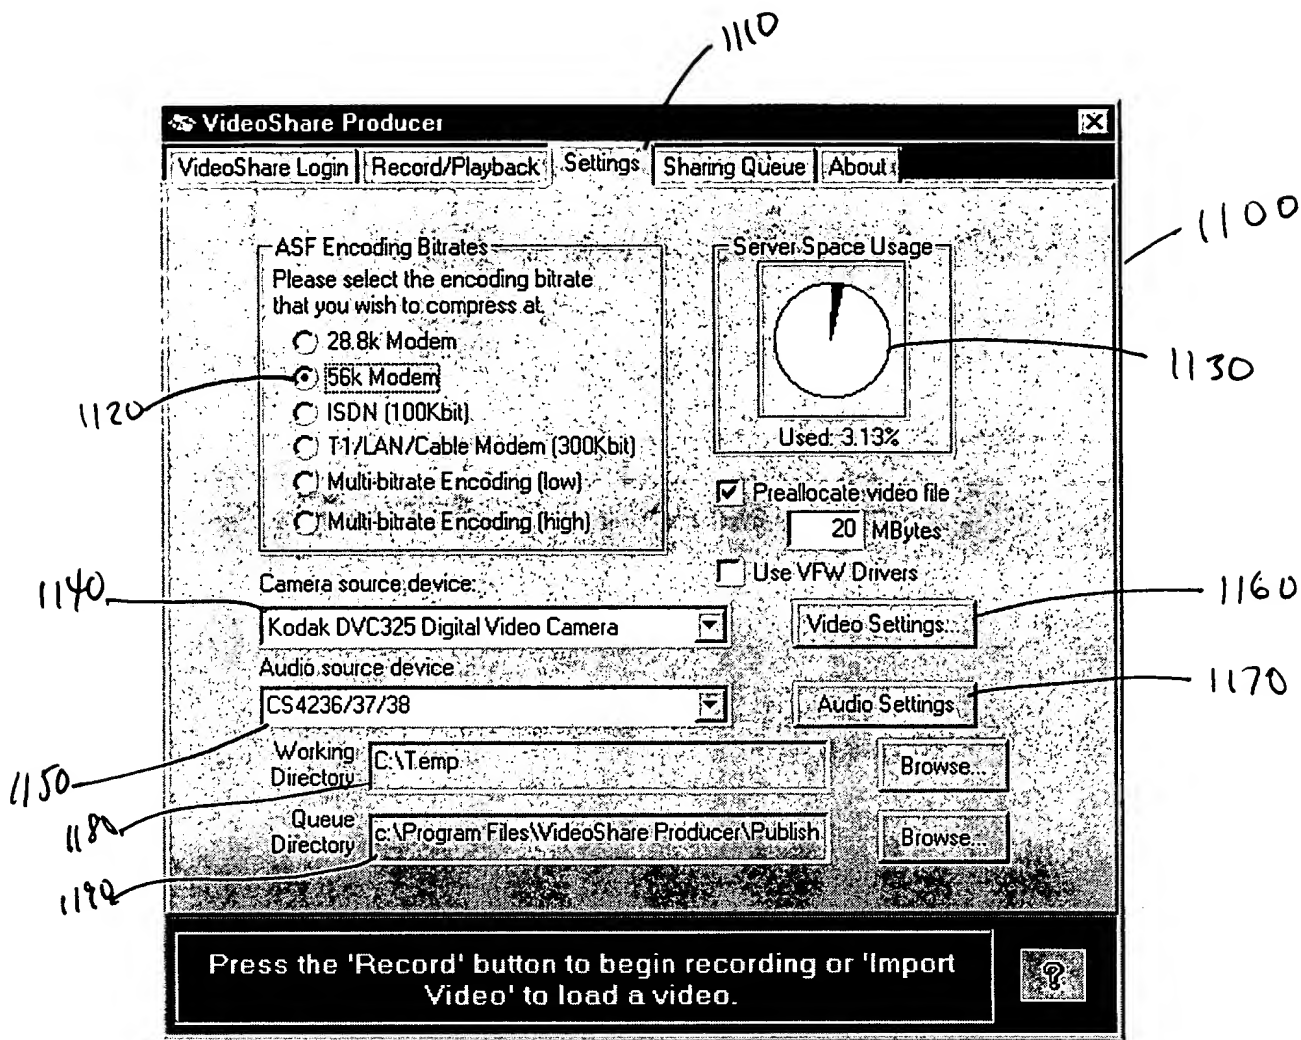 1110
VideoShare Producer
VideoShare Login Record/Playback Settings Sharing Queue About
1100
ASF Encoding Bitrates
Please select the encoding bitrate
that you wish to compress at.
28.8k Modem
56k Modem
ISDN (100Kbit)
T1/LAN/Cable Modem (300Kbit)
Multi-bitrate Encoding (low)
Multi-bitrate Encoding (high)
1120
Server Space Usage
Used: 3.13%
1130
Preallocate video file
20 MBytes
Use VFW Drivers
Camera source device:
1140
Kodak DVC325 Digital Video Camera
Video Settings...
1160
Audio source device
CS4236/37/38
Audio Settings
1170
1150
Working
Directory
C:\Temp
Browse...
1180
Queue
Directory
c:\Program Files\VideoShare Producer\Publish
Browse...
1190
Press the 'Record' button to begin recording or 'Import
Video' to load a video.
?